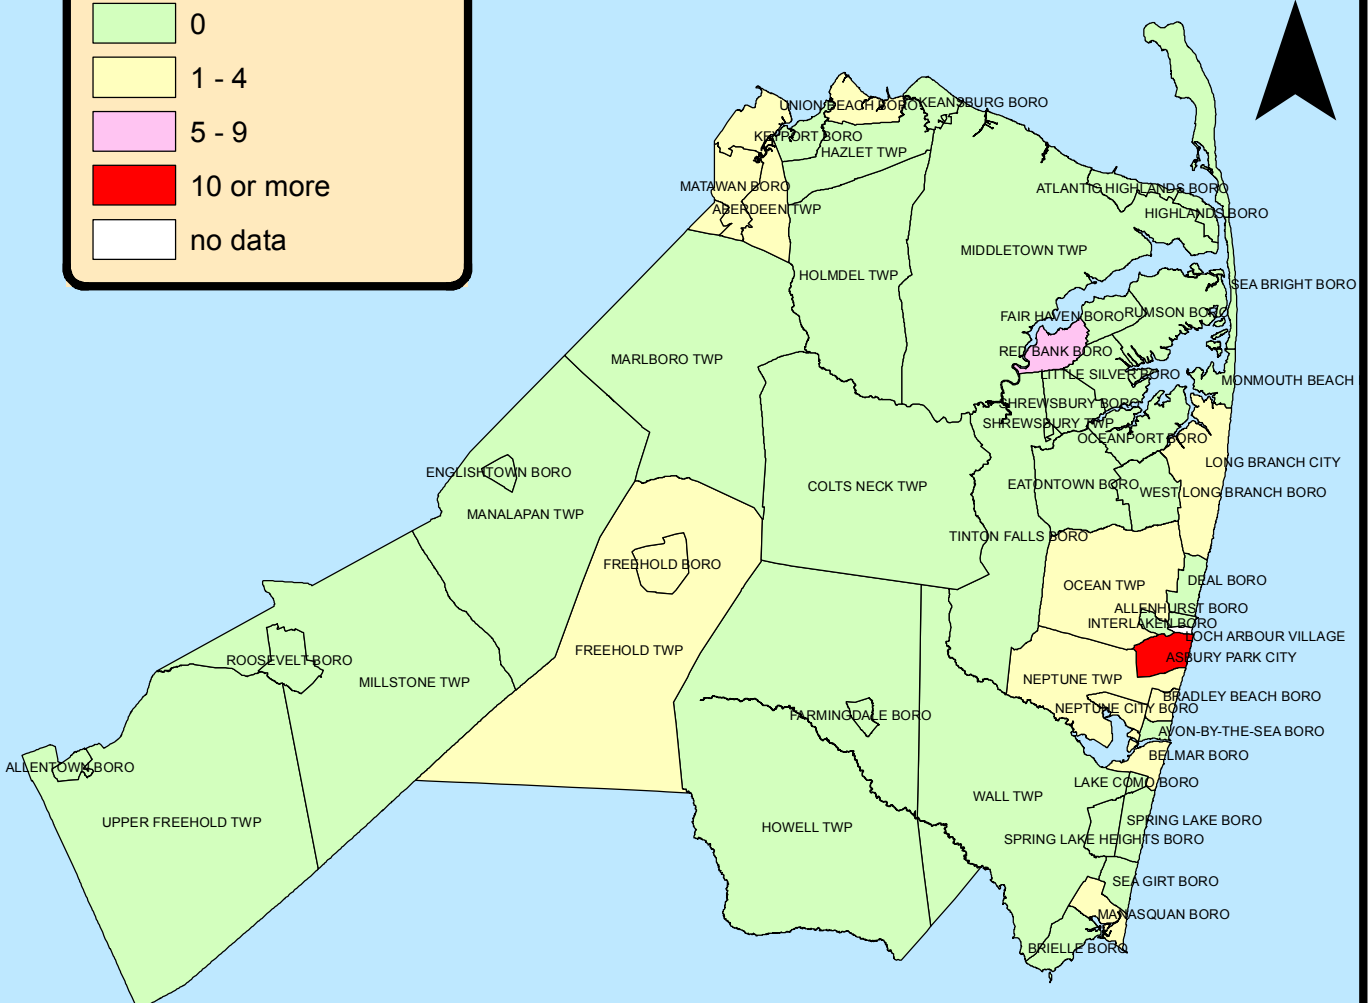 0
1 - 4
5 - 9
10 or more
no data
UNION BEACH BORO
KEANSBURG BORO
KEYPORT BORO
HAZLET TWP
MATAWAN BORO
ABERDEEN TWP
ATLANTIC HIGHLANDS BORO
HIGHLANDS BORO
MIDDLETOWN TWP
HOLMDEL TWP
SEA BRIGHT BORO
FAIR HAVEN BORO
RUMSON BORO
RED BANK BORO
MARLBORO TWP
LITTLE SILVER BORO
MONMOUTH BEACH
SHREWSBURY BORO
SHREWSBURY TWP
OCEANPORT BORO
LONG BRANCH CITY
ENGLISHTOWN BORO
COLTS NECK TWP
EATONTOWN BORO
WEST LONG BRANCH BORO
MANALAPAN TWP
TINTON FALLS BORO
FREEHOLD BORO
OCEAN TWP
DEAL BORO
ALLENHURST BORO
INTERLAKEN BORO
LOCH ARBOUR VILLAGE
FREEHOLD TWP
ASBURY PARK CITY
ROOSEVELT BORO
MILLSTONE TWP
NEPTUNE TWP
BRADLEY BEACH BORO
NEPTUNE CITY BORO
FARMINGDALE BORO
AVON-BY-THE-SEA BORO
BELMAR BORO
ALLENTOWN BORO
LAKE COMO BORO
WALL TWP
UPPER FREEHOLD TWP
HOWELL TWP
SPRING LAKE BORO
SPRING LAKE HEIGHTS BORO
SEA GIRT BORO
MANASQUAN BORO
BRIELLE BORO